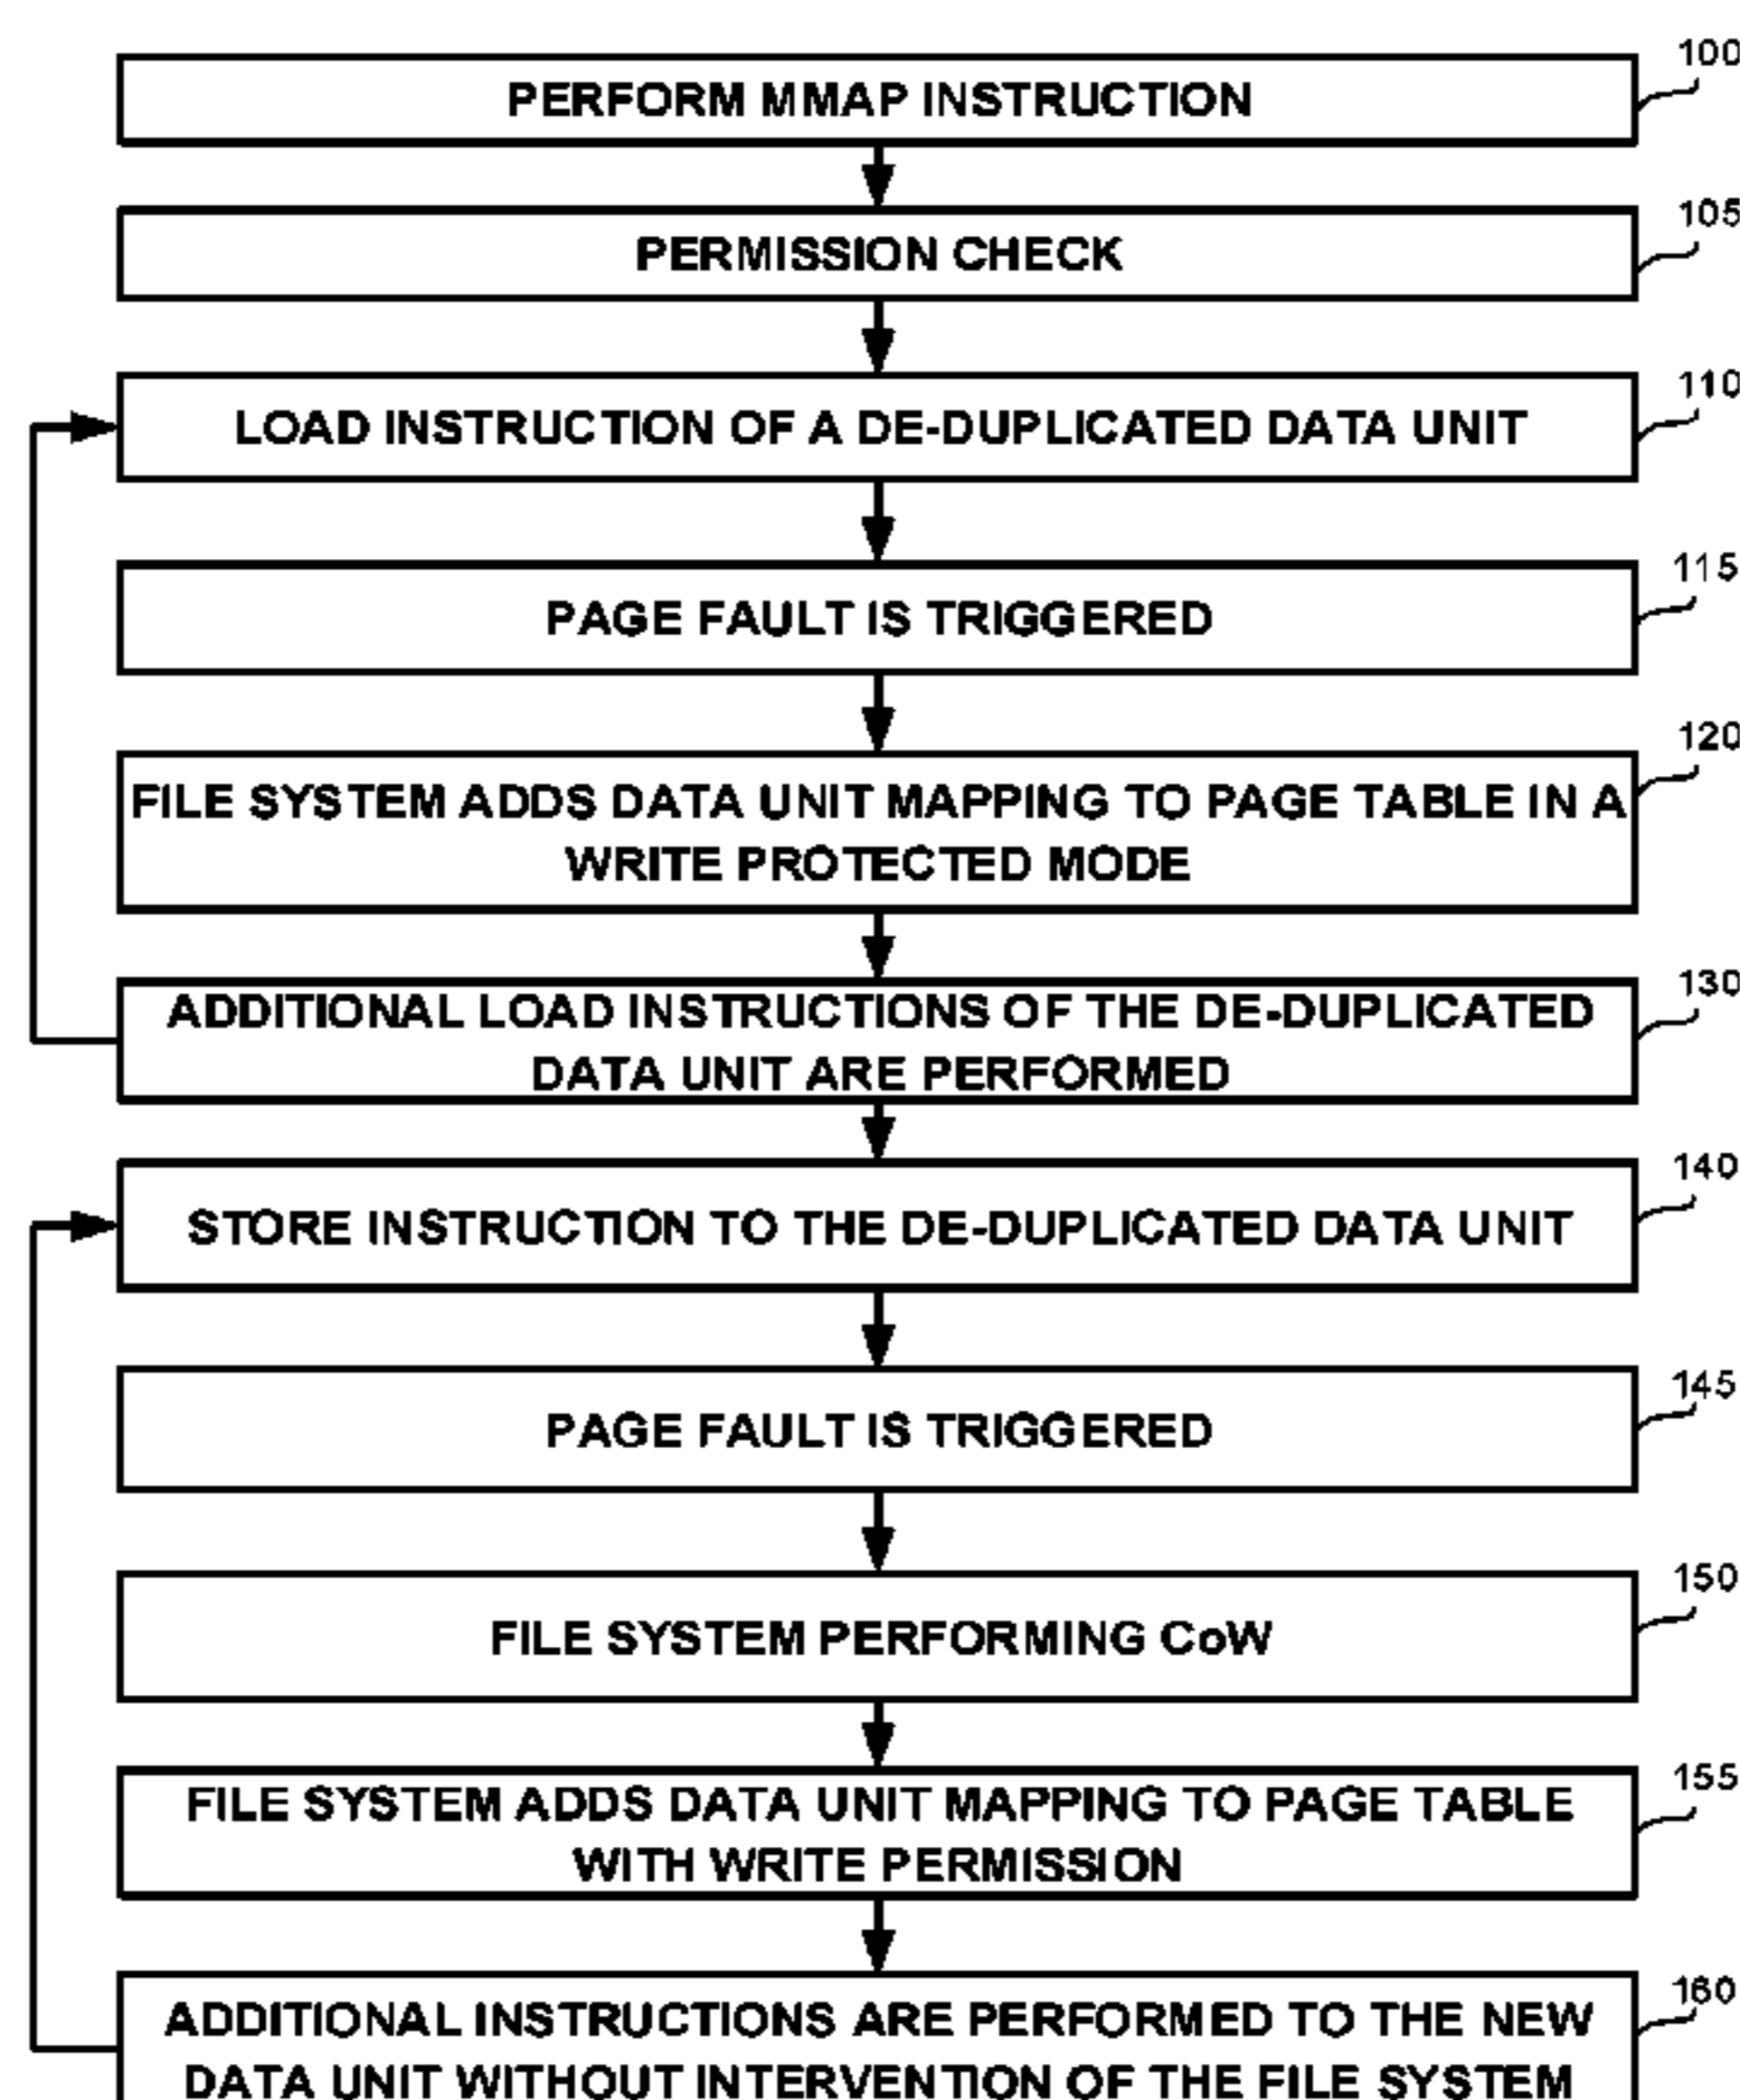 100
PERFORM MMAP INSTRUCTION
105
PERMISSION CHECK
110
LOAD INSTRUCTION OF A DE-DUPLICATED DATA UNIT
115
PAGE FAULT IS TRIGGERED
120
FILE SYSTEM ADDS DATA UNIT MAPPING TO PAGE TABLE IN A
WRITE PROTECTED MODE
130
ADDITIONAL LOAD INSTRUCTIONS OF THE DE-DUPLICATED
DATA UNIT ARE PERFORMED
140
STORE INSTRUCTION TO THE DE-DUPLICATED DATA UNIT
145
PAGE FAULT IS TRIGGERED
150
FILE SYSTEM PERFORMING CoW
155
FILE SYSTEM ADDS DATA UNIT MAPPING TO PAGE TABLE
WITH WRITE PERMISSION
160
ADDITIONAL INSTRUCTIONS ARE PERFORMED TO THE NEW
DATA UNIT WITHOUT INTERVENTION OF THE FILE SYSTEM